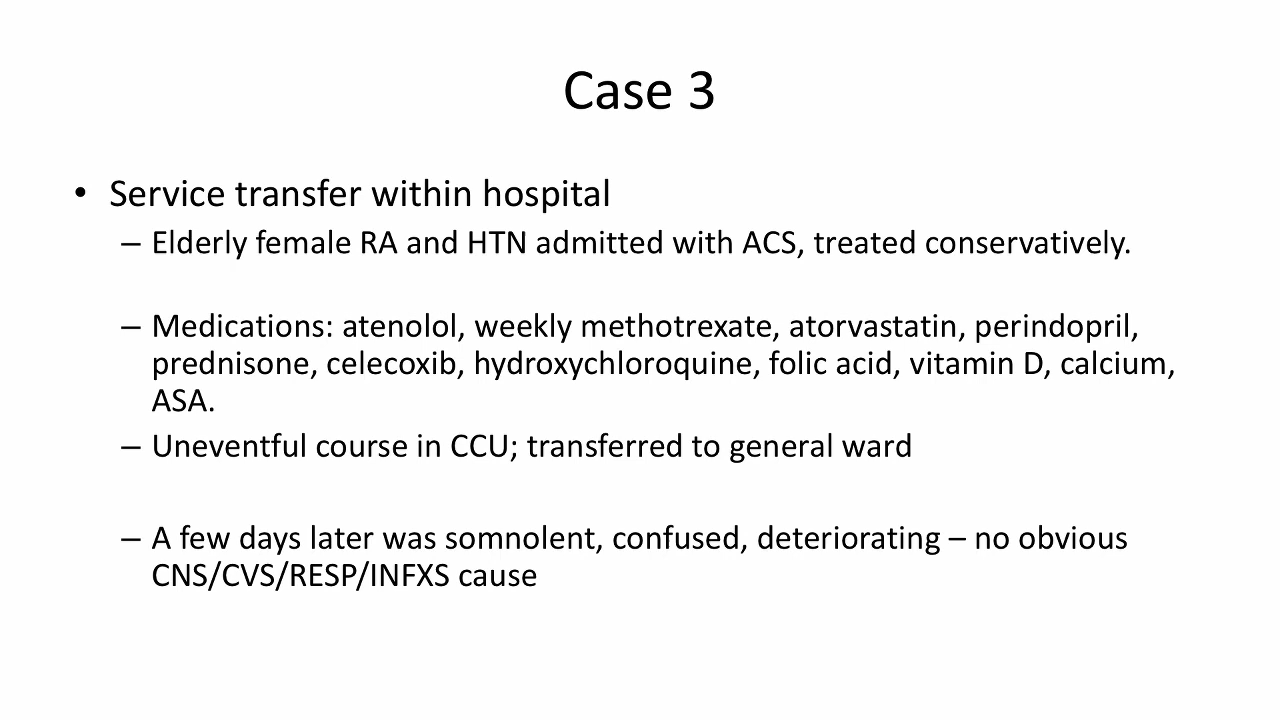 Case 3
• Service transfer within hospital
– Elderly female RA and HTN admitted with ACS, treated conservatively.
– Medications: atenolol, weekly methotrexate, atorvastatin, perindopril,
prednisone, celecoxib, hydroxychloroquine, folic acid, vitamin D, calcium,
ASA.
– Uneventful course in CCU; transferred to general ward
– A few days later was somnolent, confused, deteriorating – no obvious
CNS/CVS/RESP/INFXS cause